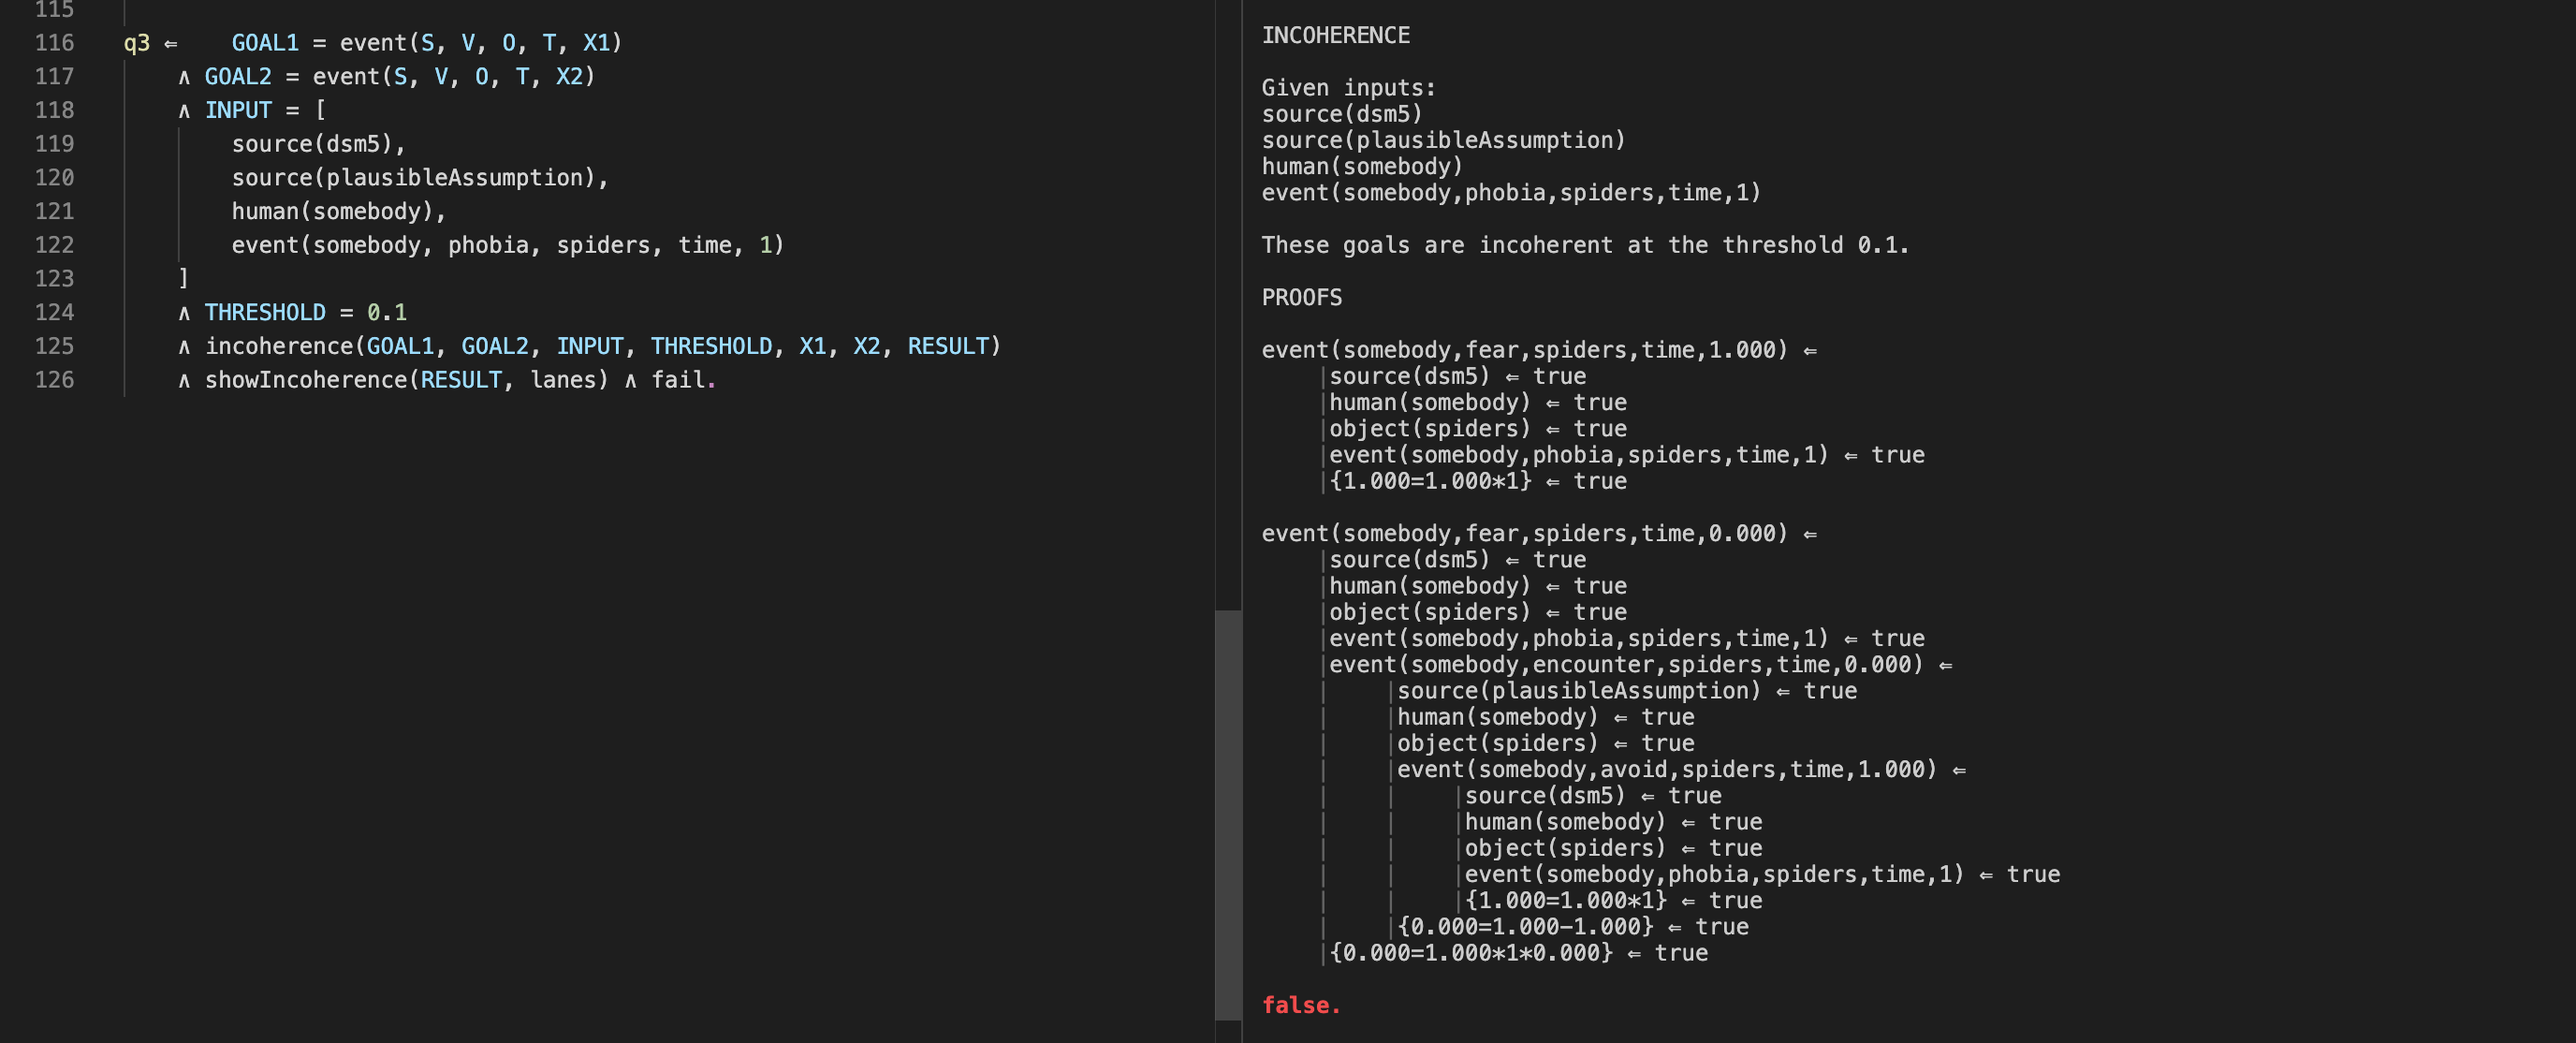 115
116 q3 ⇐ GOAL1 = event(S, V, O, T, X1)
117 ∧ GOAL2 = event(S, V, O, T, X2)
118 ∧ INPUT = [
119 source(dsm5),
120 source(plausibleAssumption),
121 human(somebody),
122 event(somebody, phobia, spiders, time, 1)
123 ]
124 ∧ THRESHOLD = 0.1
125 ∧ incoherence(GOAL1, GOAL2, INPUT, THRESHOLD, X1, X2, RESULT)
126 ∧ showIncoherence(RESULT, lanes) ∧ fail.
INCOHERENCE
Given inputs:
source(dsm5)
source(plausibleAssumption)
human(somebody)
event(somebody,phobia,spiders,time,1)
These goals are incoherent at the threshold 0.1.
PROOFS
event(somebody,fear,spiders,time,1.000) ⇐
|source(dsm5) ⇐ true
|human(somebody) ⇐ true
|object(spiders) ⇐ true
|event(somebody,phobia,spiders,time,1) ⇐ true
|{1.000=1.000*1} ⇐ true
event(somebody,fear,spiders,time,0.000) ⇐
|source(dsm5) ⇐ true
|human(somebody) ⇐ true
|object(spiders) ⇐ true
|event(somebody,phobia,spiders,time,1) ⇐ true
|event(somebody,encounter,spiders,time,0.000) ⇐
| |source(plausibleAssumption) ⇐ true
| |human(somebody) ⇐ true
| |object(spiders) ⇐ true
| |event(somebody,avoid,spiders,time,1.000) ⇐
| | |source(dsm5) ⇐ true
| | |human(somebody) ⇐ true
| | |object(spiders) ⇐ true
| | |event(somebody,phobia,spiders,time,1) ⇐ true
| | |{1.000=1.000*1} ⇐ true
| |{0.000=1.000-1.000} ⇐ true
|{0.000=1.000*1*0.000} ⇐ true
false.